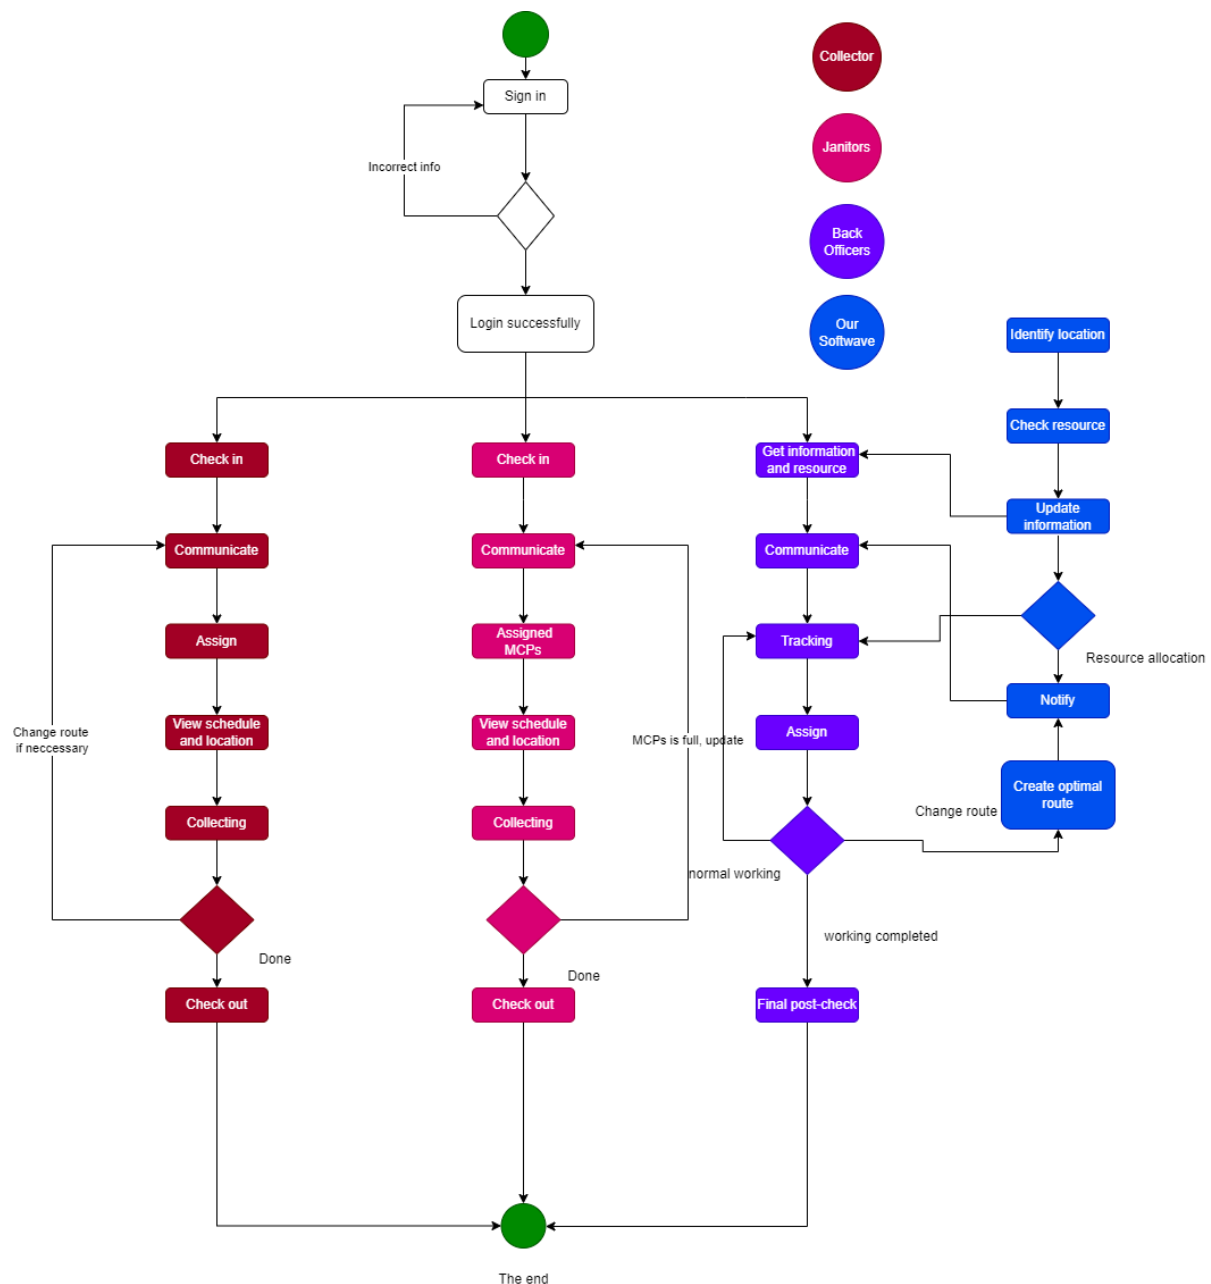 Collector
Sign in
Janitors
Incorrect info
Back
Officers
Login successfully
Our
Softwave
Identify location
Check resource
Check in
Check in
Get information
and resource
Update
information
Communicate
Communicate
Communicate
Assign
Assigned
MCPs
Tracking
Resource allocation
Notify
View schedule
and location
View schedule
and location
Assign
Change route
if neccessary
MCPs is full, update
Create optimal
route
Change route
Collecting
Collecting
normal working
working completed
Done
Done
Check out
Check out
Final post-check
The end